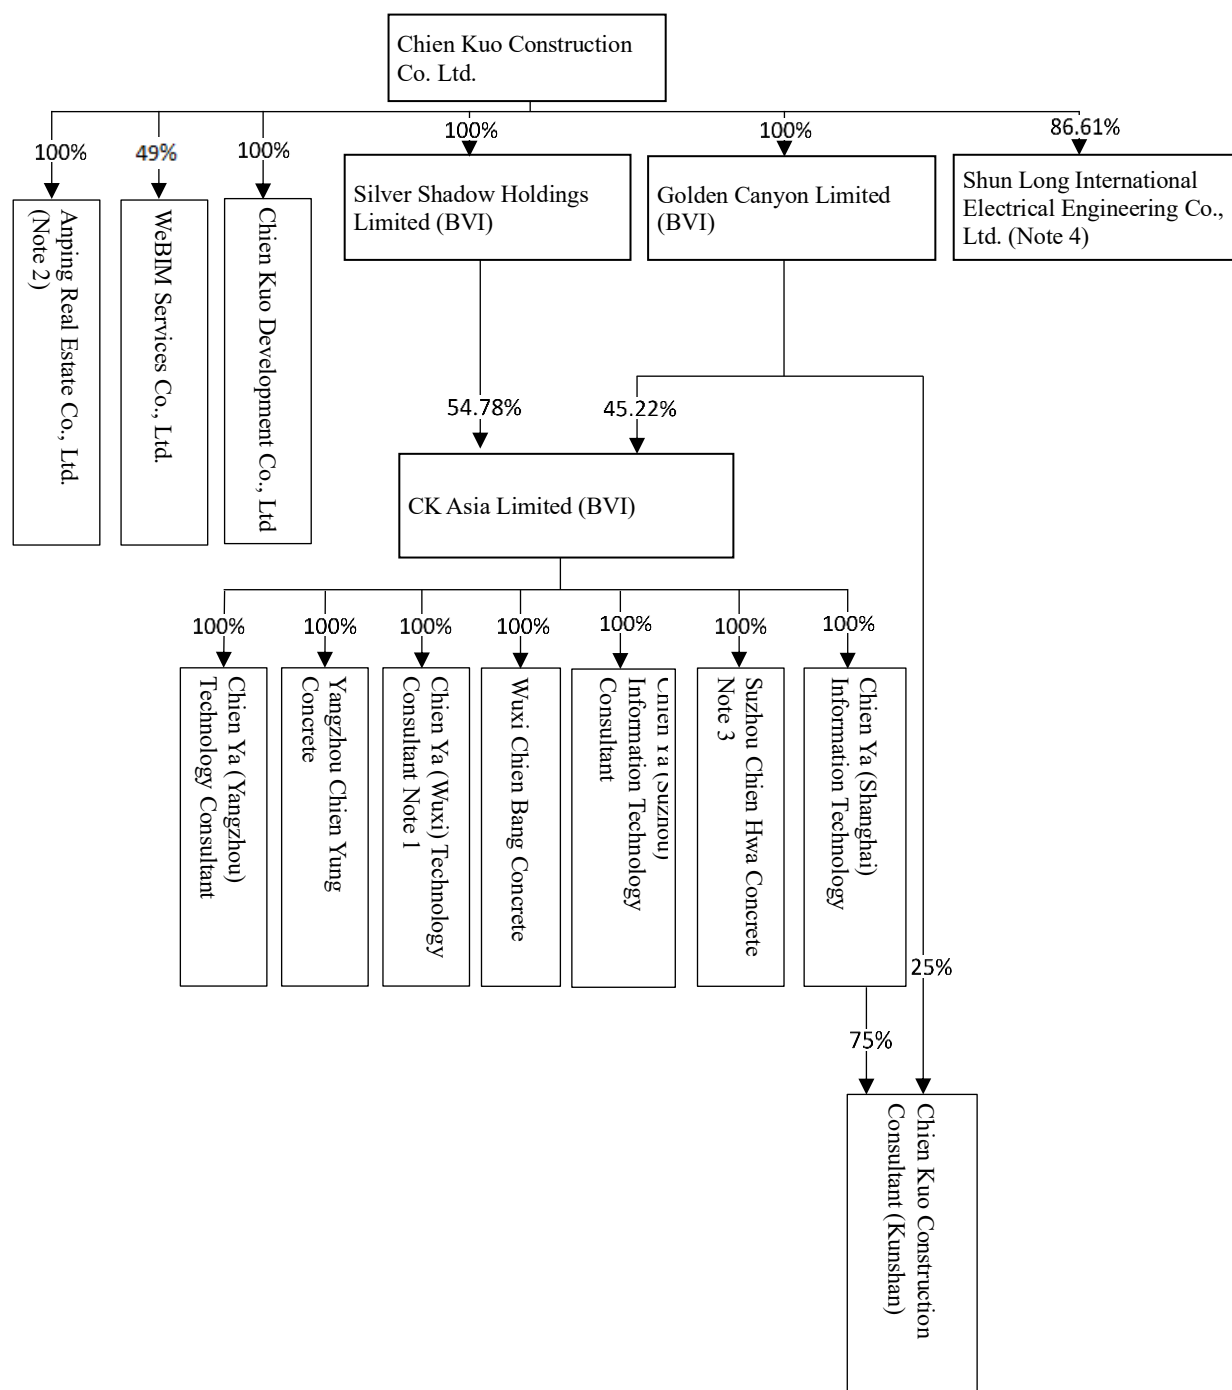 Chien Kuo Construction
Co. Ltd.
100%
49%
100%
100%
100%
86.61%
Anping Real Estate Co., Ltd.
(Note 2)
WeBIM Services Co., Ltd.
Chien Kuo Development Co., Ltd
Silver Shadow Holdings
Limited (BVI)
Golden Canyon Limited
(BVI)
Shun Long International
Electrical Engineering Co.,
Ltd. (Note 4)
54.78%
45.22%
CK Asia Limited (BVI)
100%
100%
100%
100%
100%
100%
100%
Chien Ya (Yangzhou)
Technology Consultant
Yangzhou Chien Yung
Concrete
Chien Ya (Wuxi) Technology
Consultant Note 1
Wuxi Chien Bang Concrete
Chien Ya (Suzhou)
Information Technology
Consultant
Suzhou Chien Hwa Concrete
Note 3
Chien Ya (Shanghai)
Information Technology
25%
75%
Chien Kuo Construction
Consultant (Kunshan)